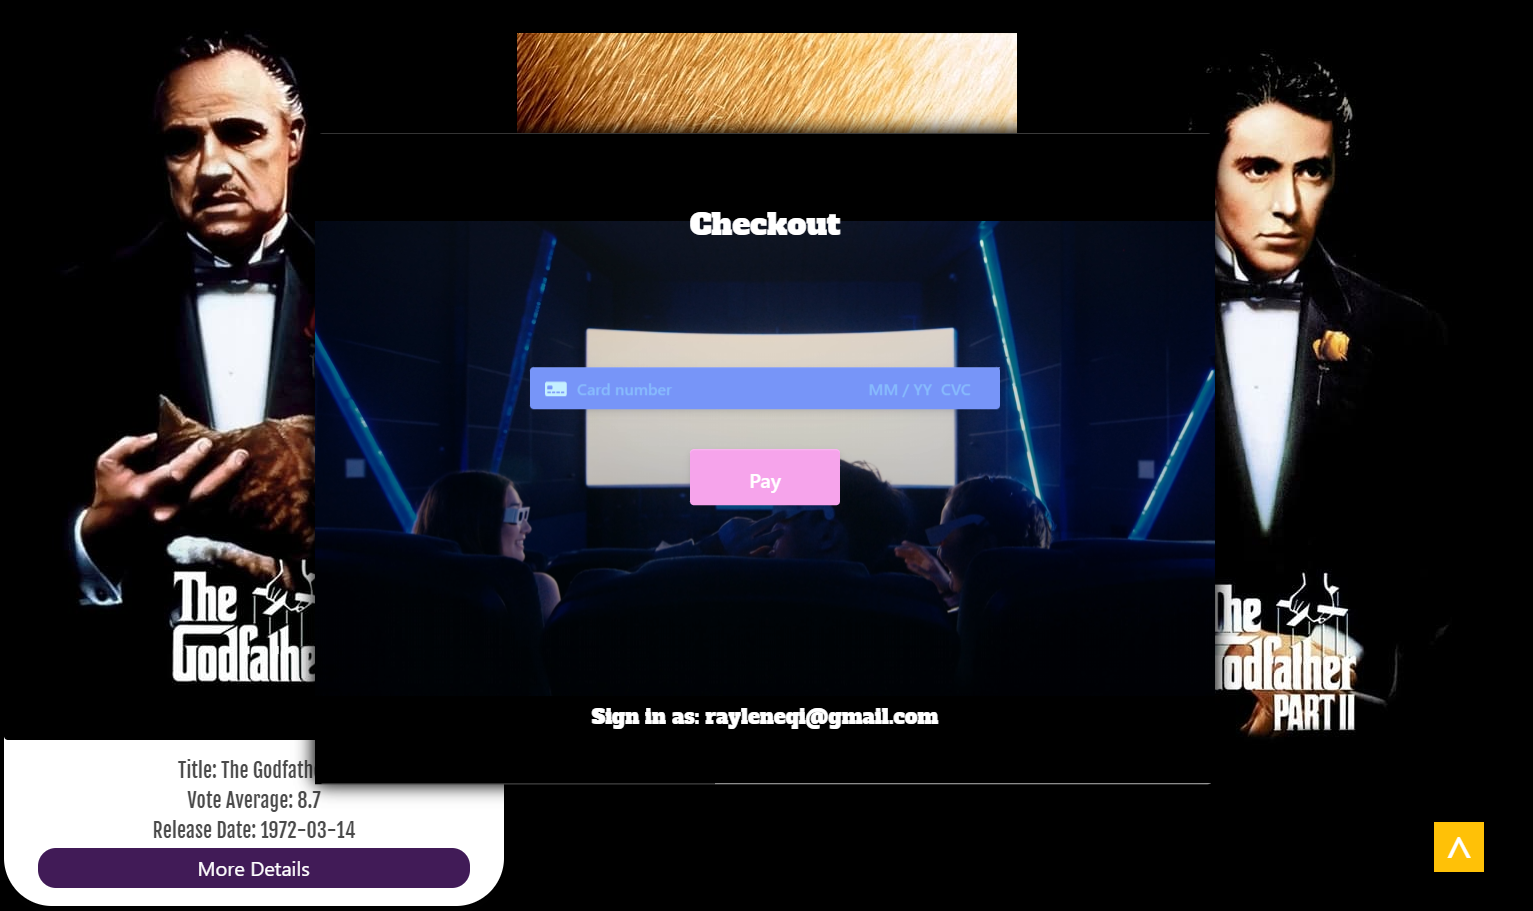 Checkout
Card number MM / YY CVC
Pay
Sign in as: rayleneqi@gmail.com
The
Godfathe
The
Godfather
PART II
Title: The Godfathe
Vote Average: 8.7
Release Date: 1972-03-14
More Details